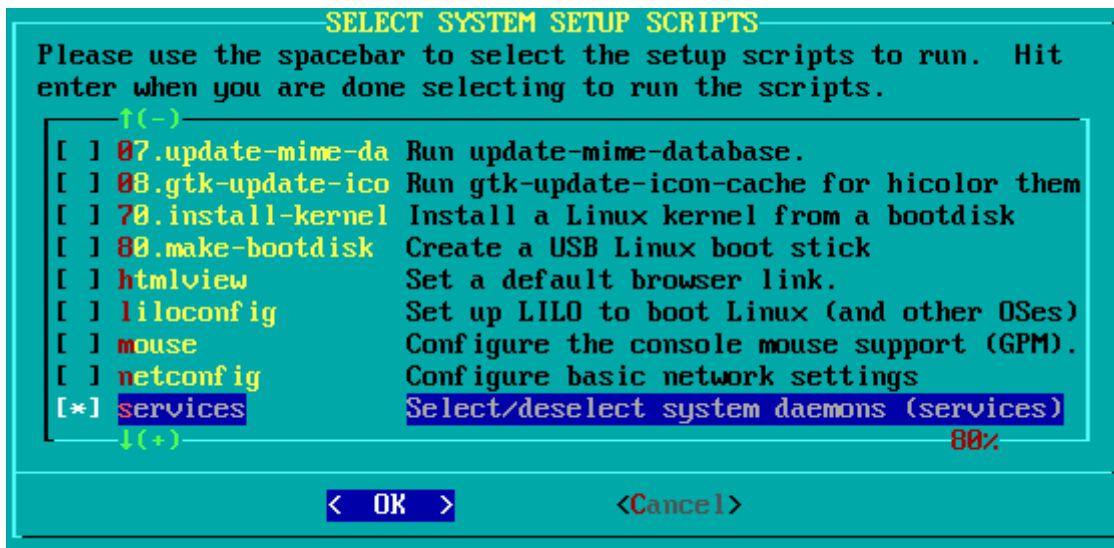 SELECT SYSTEM SETUP SCRIPTS
Please use the spacebar to select the setup scripts to run.  Hit
enter when you are done selecting to run the scripts.
↑(-)
[ ] 07.update-mime-da Run update-mime-database.
[ ] 08.gtk-update-ico Run gtk-update-icon-cache for hicolor them
[ ] 70.install-kernel Install a Linux kernel from a bootdisk
[ ] 80.make-bootdisk  Create a USB Linux boot stick
[ ] htmlview          Set a default browser link.
[ ] liloconfig        Set up LILO to boot Linux (and other OSes)
[ ] mouse             Configure the console mouse support (GPM).
[ ] netconfig         Configure basic network settings
[*] services          Select/deselect system daemons (services)
↓(+) 80%
< OK > <Cancel>